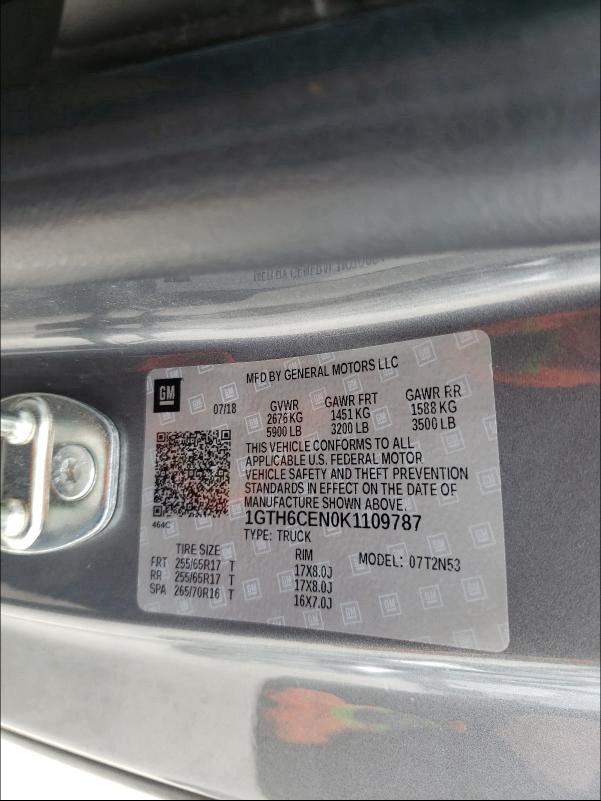 GM
MFD BY GENERAL MOTORS LLC
07/18 GVWR GAWR FRT GAWR RR
2676 KG 1451 KG 1588 KG
5900 LB 3200 LB 3500 LB
THIS VEHICLE CONFORMS TO ALL
APPLICABLE U.S. FEDERAL MOTOR
VEHICLE SAFETY AND THEFT PREVENTION
STANDARDS IN EFFECT ON THE DATE OF
MANUFACTURE SHOWN ABOVE.
464C 1GTH6CEN0K1109787
TYPE: TRUCK
TIRE SIZE RIM MODEL: 07T2N53
FRT 255/65R17 T 17X8.0J
RR 255/65R17 T 17X8.0J
SPA 265/70R16 T 16X7.0J